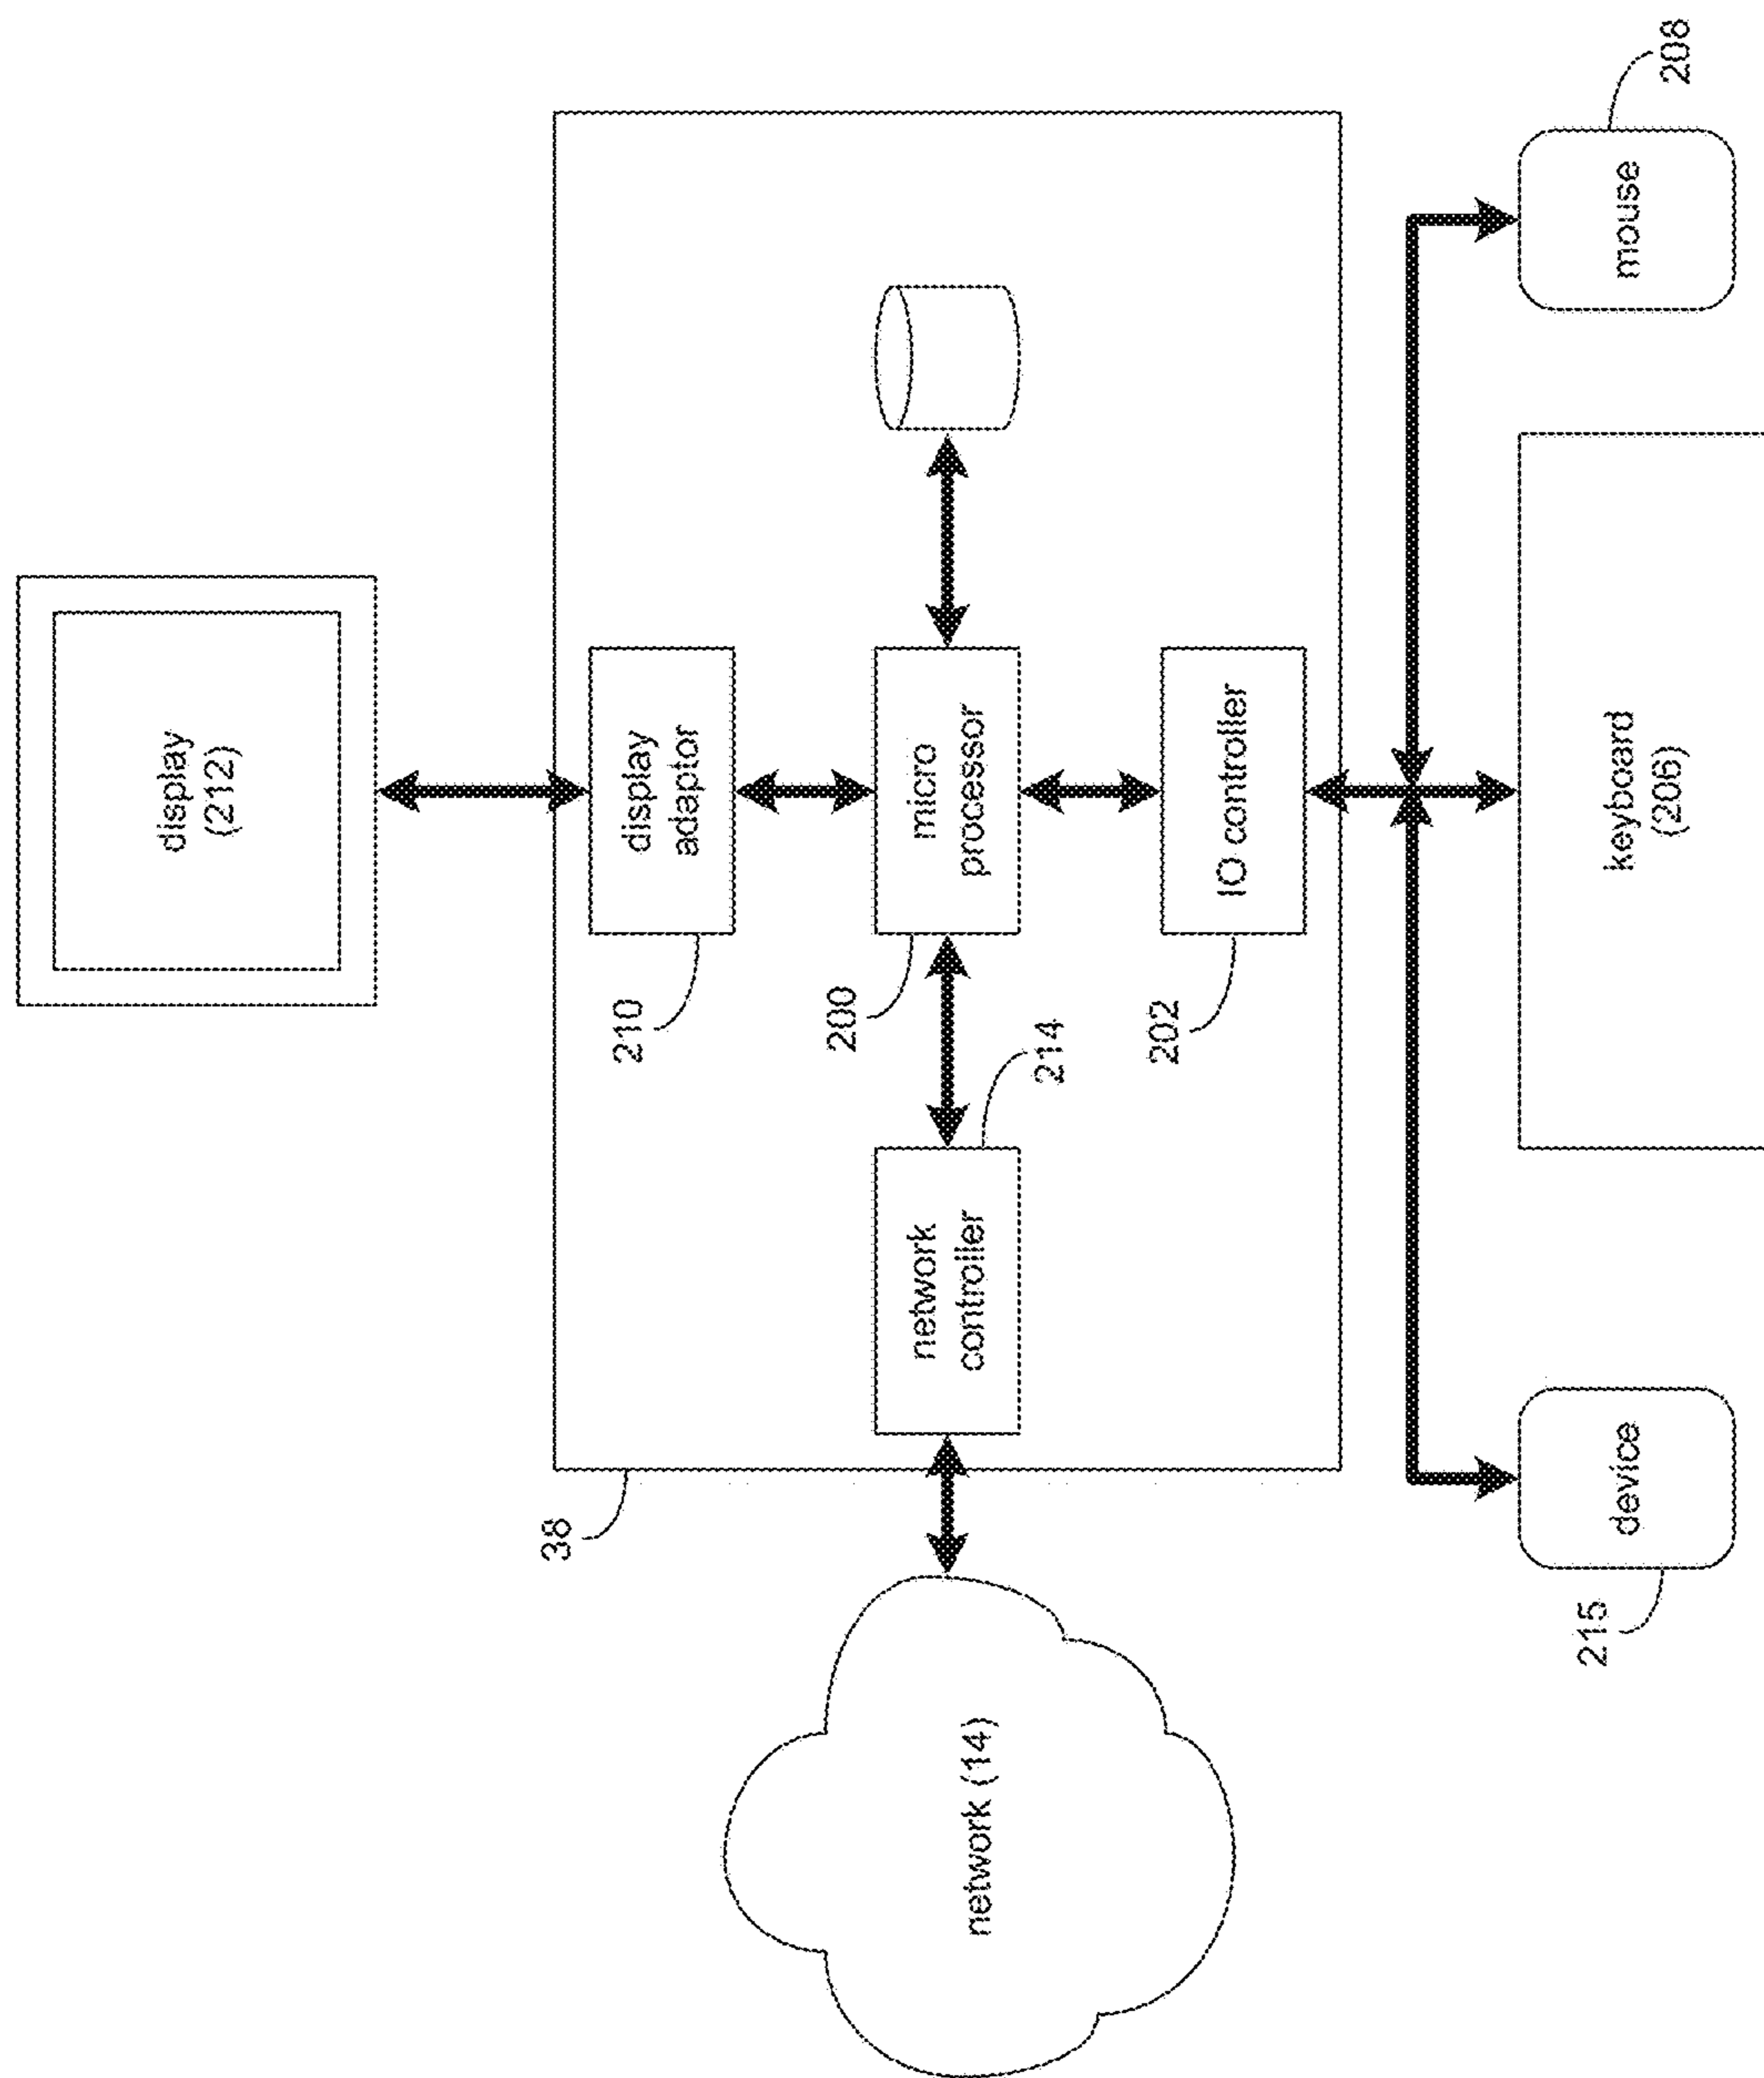 display
(212)
38
210
display
adaptor
200
network
controller
214
micro
processor
network (14)
202
IO controller
215
device
keyboard
(206)
mouse
208